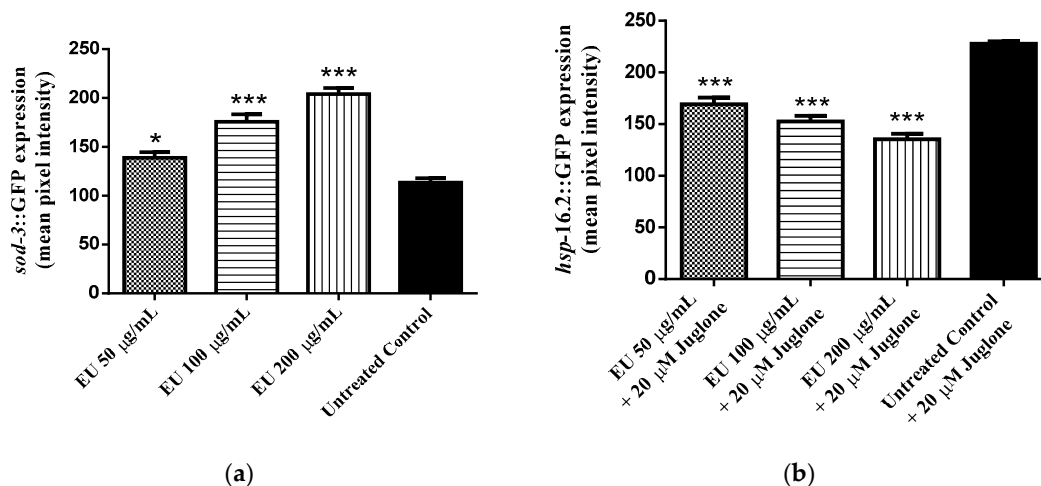 sod-3::GFP expression
(mean pixel intensity)
250
200
150
100
50
0
*
***
***
EU 50 μg/mL
EU 100 μg/mL
EU 200 μg/mL
Untreated Control
(a)
hsp-16.2::GFP expression
(mean pixel intensity)
250
200
150
100
50
0
***
***
***
EU 50 μg/mL
+ 20 μM Juglone
EU 100 μg/mL
+ 20 μM Juglone
EU 200 μg/mL
+ 20 μM Juglone
Untreated Control
+ 20 μM Juglone
(b)